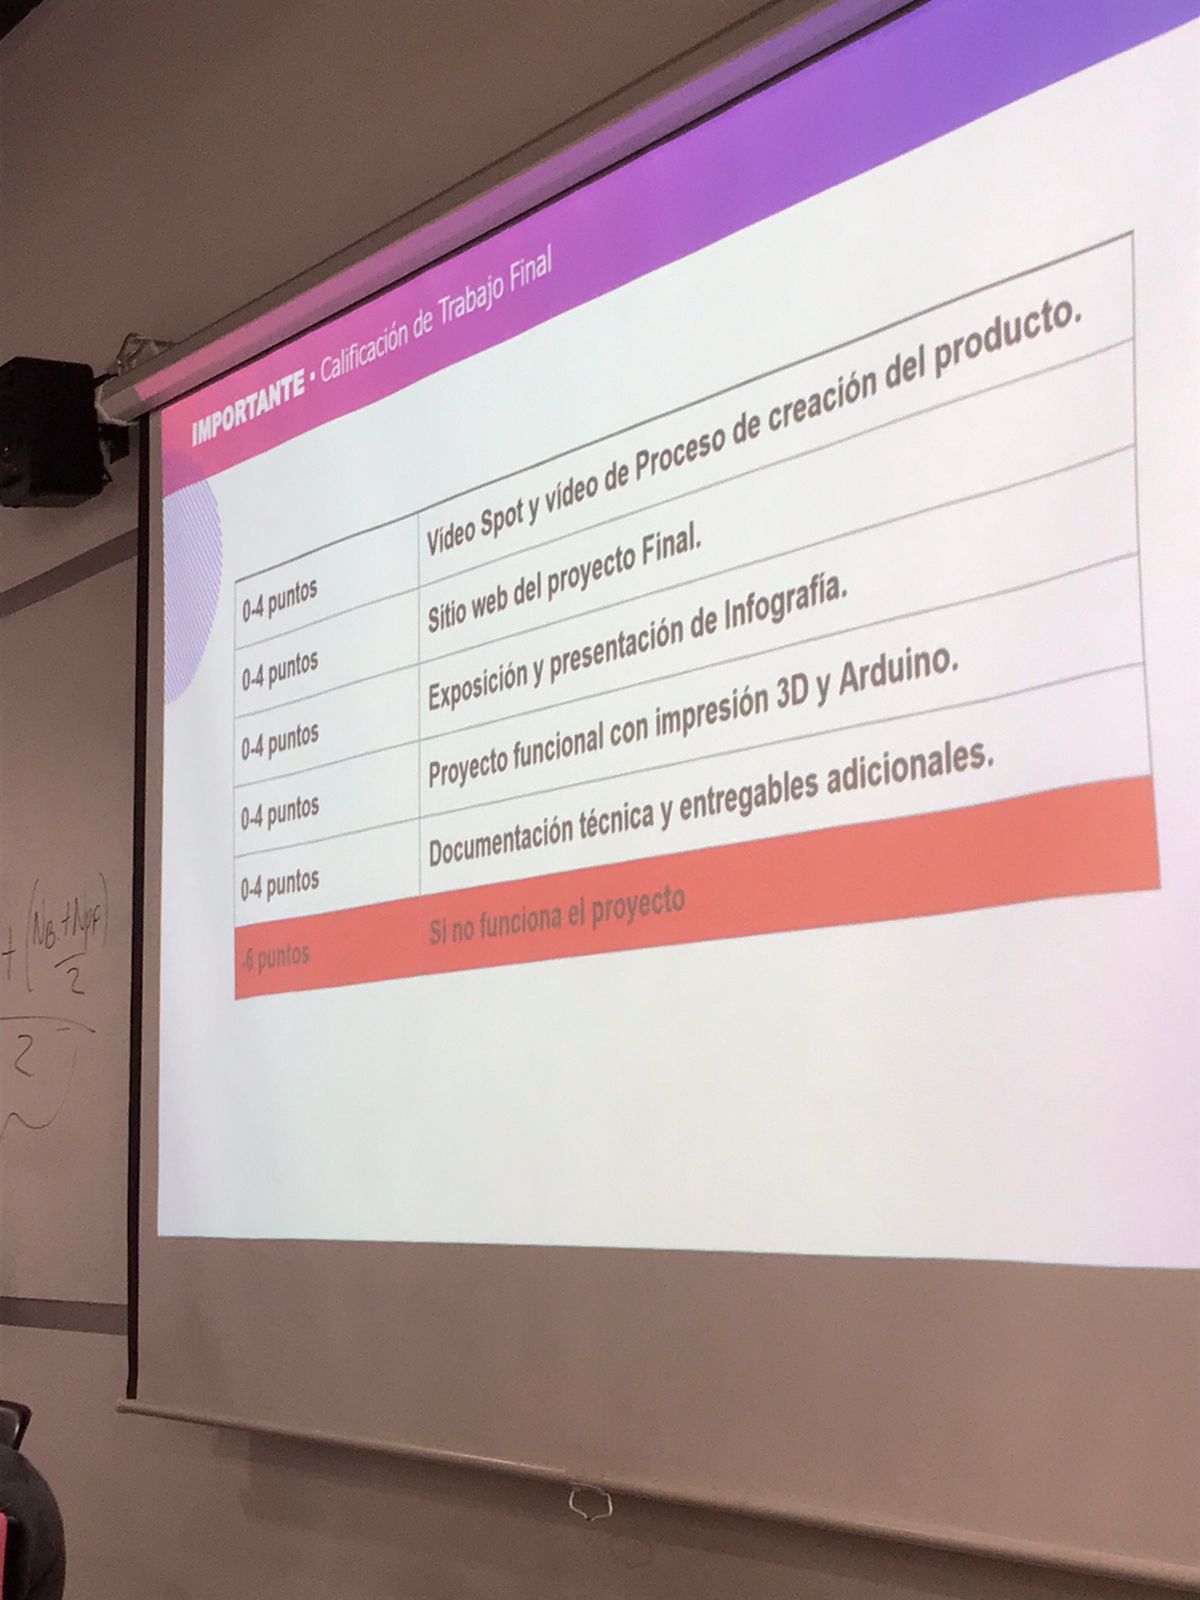 IMPORTANTE · Calificación de Trabajo Final
0-4 puntos Vídeo Spot y vídeo de Proceso de creación del producto.
0-4 puntos Sitio web del proyecto Final.
0-4 puntos Exposición y presentación de Infografía.
0-4 puntos Proyecto funcional con impresión 3D y Arduino.
0-4 puntos Documentación técnica y entregables adicionales.
-6 puntos Si no funciona el proyecto
+ (NB + NPF)
2
2